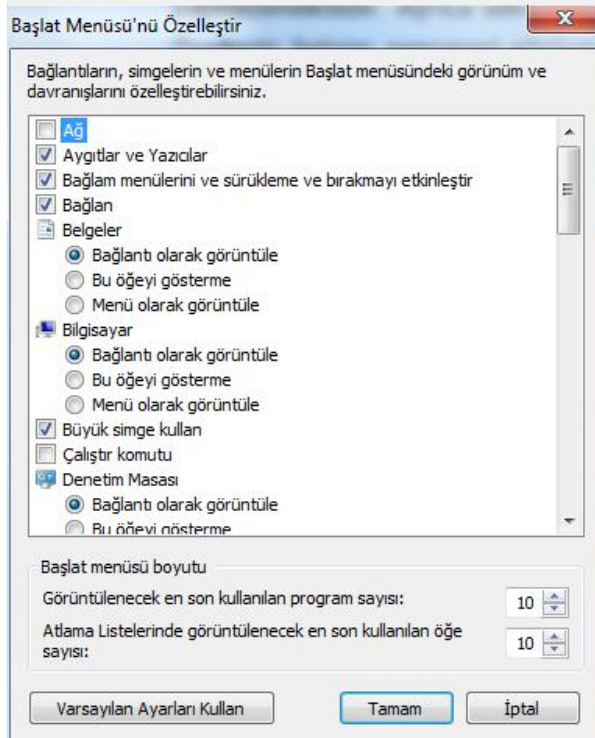 Başlat Menüsü'nü Özelleştir
Bağlantıların, simgelerin ve menülerin Başlat menüsündeki görünüm ve
davranışlarını özelleştirebilirsiniz.
Ağ
Aygıtlar ve Yazıcılar
Bağlam menülerini ve sürükleme ve bırakmayı etkinleştir
Bağlan
Belgeler
Bağlantı olarak görüntüle
Bu öğeyi gösterme
Menü olarak görüntüle
Bilgisayar
Bağlantı olarak görüntüle
Bu öğeyi gösterme
Menü olarak görüntüle
Büyük simge kullan
Çalıştır komutu
Denetim Masası
Bağlantı olarak görüntüle
Bu öğeyi gösterme
Başlat menüsü boyutu
Görüntülenecek en son kullanılan program sayısı: 10
Atlama Listelerinde görüntülenecek en son kullanılan öğe
sayısı: 10
Varsayılan Ayarları Kullan Tamam İptal